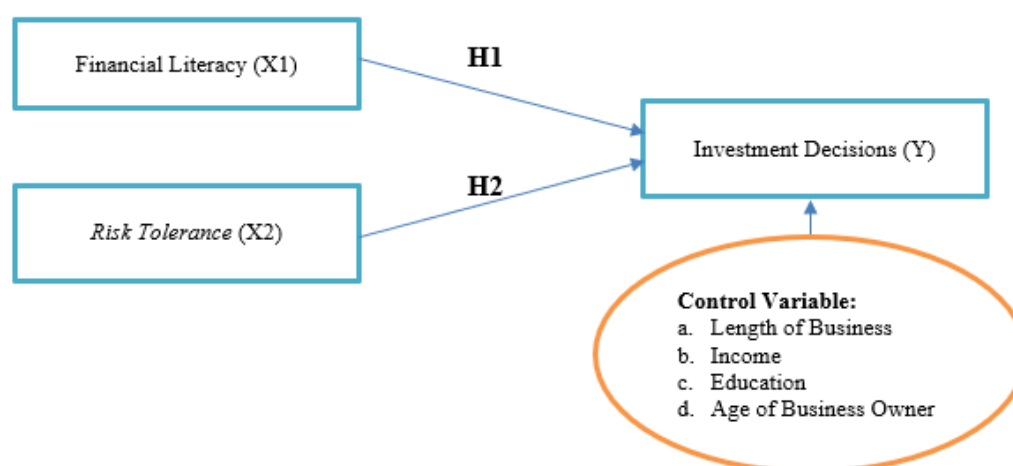 Financial Literacy (X1)
H1
Investment Decisions (Y)
H2
Risk Tolerance (X2)
Control Variable:
a. Length of Business
b. Income
c. Education
d. Age of Business Owner